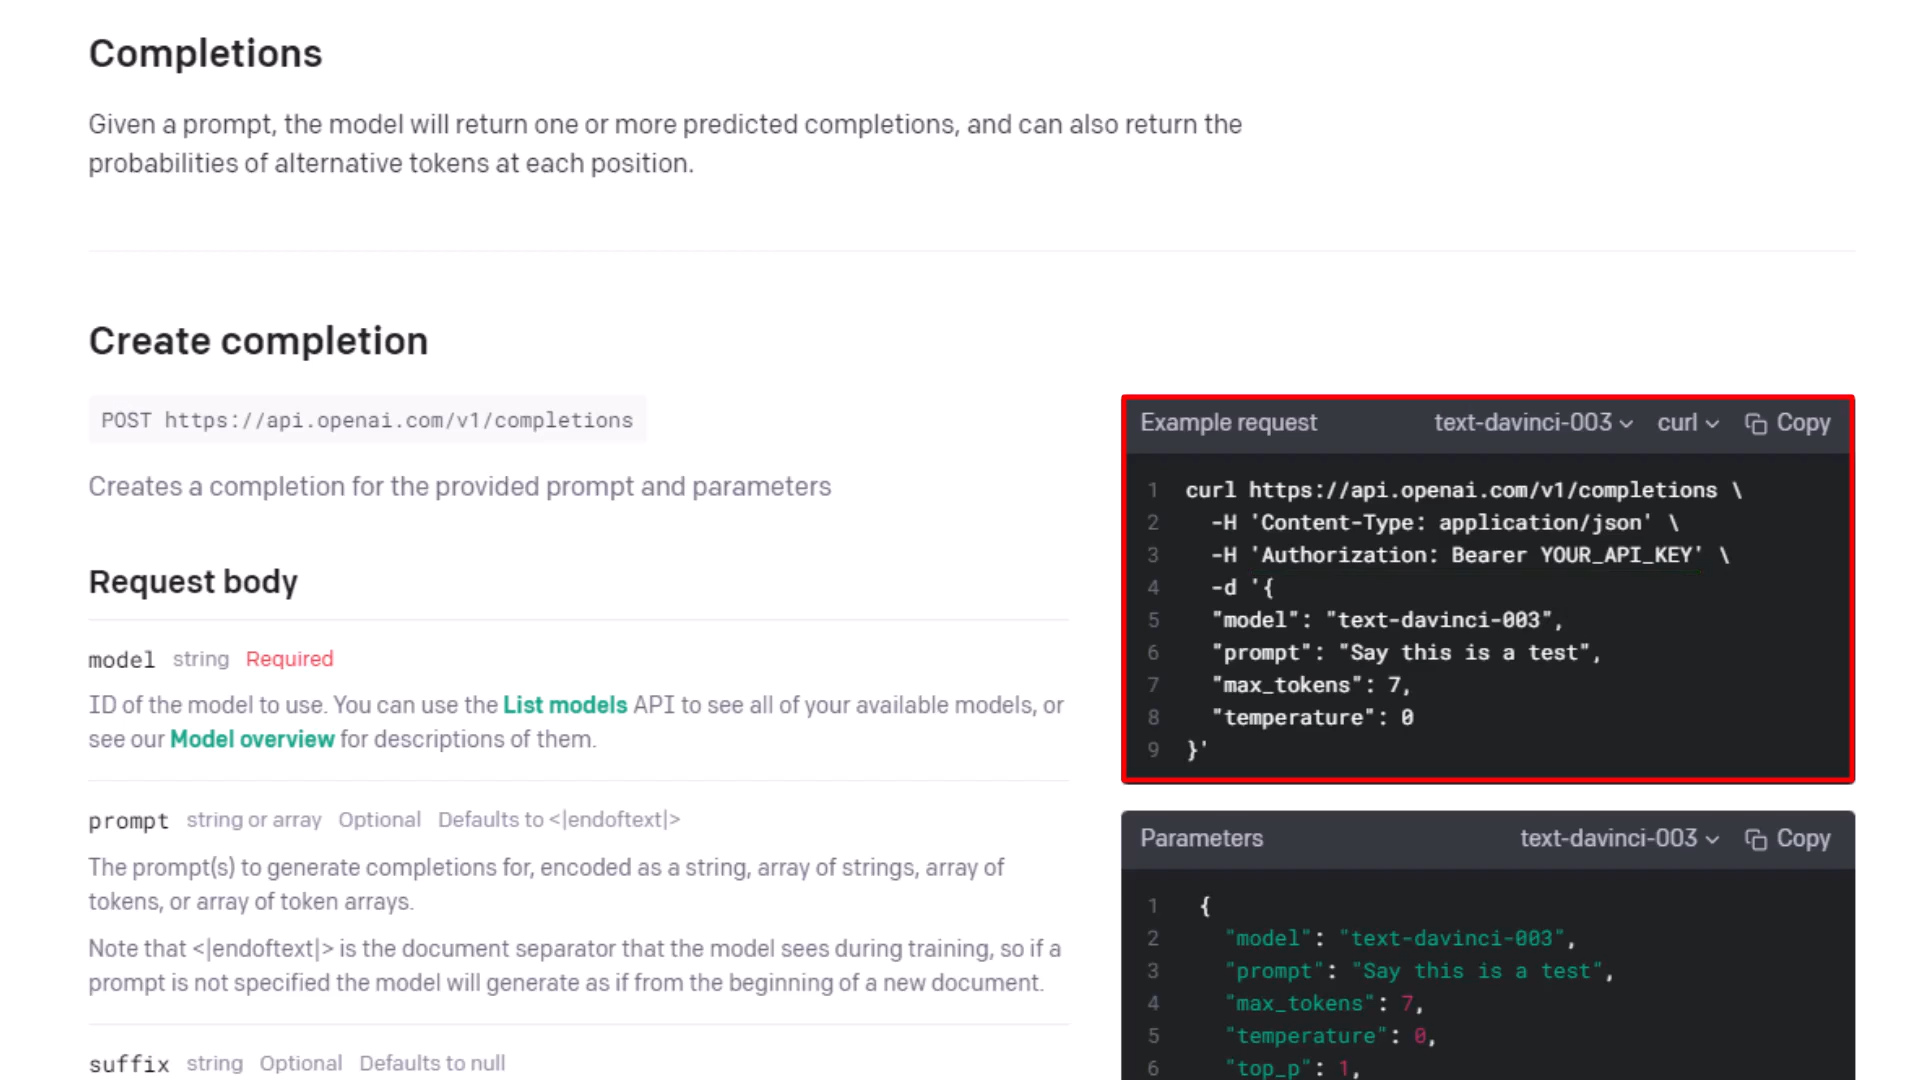 Completions
Given a prompt, the model will return one or more predicted completions, and can also return the
probabilities of alternative tokens at each position.
Create completion
POST https://api.openai.com/v1/completions
Creates a completion for the provided prompt and parameters
Request body
model string Required
ID of the model to use. You can use the List models API to see all of your available models, or
see our Model overview for descriptions of them.
prompt string or array Optional Defaults to <|endoftext|>
The prompt(s) to generate completions for, encoded as a string, array of strings, array of
tokens, or array of token arrays.
Note that <|endoftext|> is the document separator that the model sees during training, so if a
prompt is not specified the model will generate as if from the beginning of a new document.
suffix string Optional Defaults to null
Example request text-davinci-003 curl Copy
1 curl https://api.openai.com/v1/completions \
2 -H 'Content-Type: application/json' \
3 -H 'Authorization: Bearer YOUR_API_KEY' \
4 -d '{
5 "model": "text-davinci-003",
6 "prompt": "Say this is a test",
7 "max_tokens": 7,
8 "temperature": 0
9 }'
Parameters text-davinci-003 Copy
1 {
2 "model": "text-davinci-003",
3 "prompt": "Say this is a test",
4 "max_tokens": 7,
5 "temperature": 0,
6 "top_p": 1,